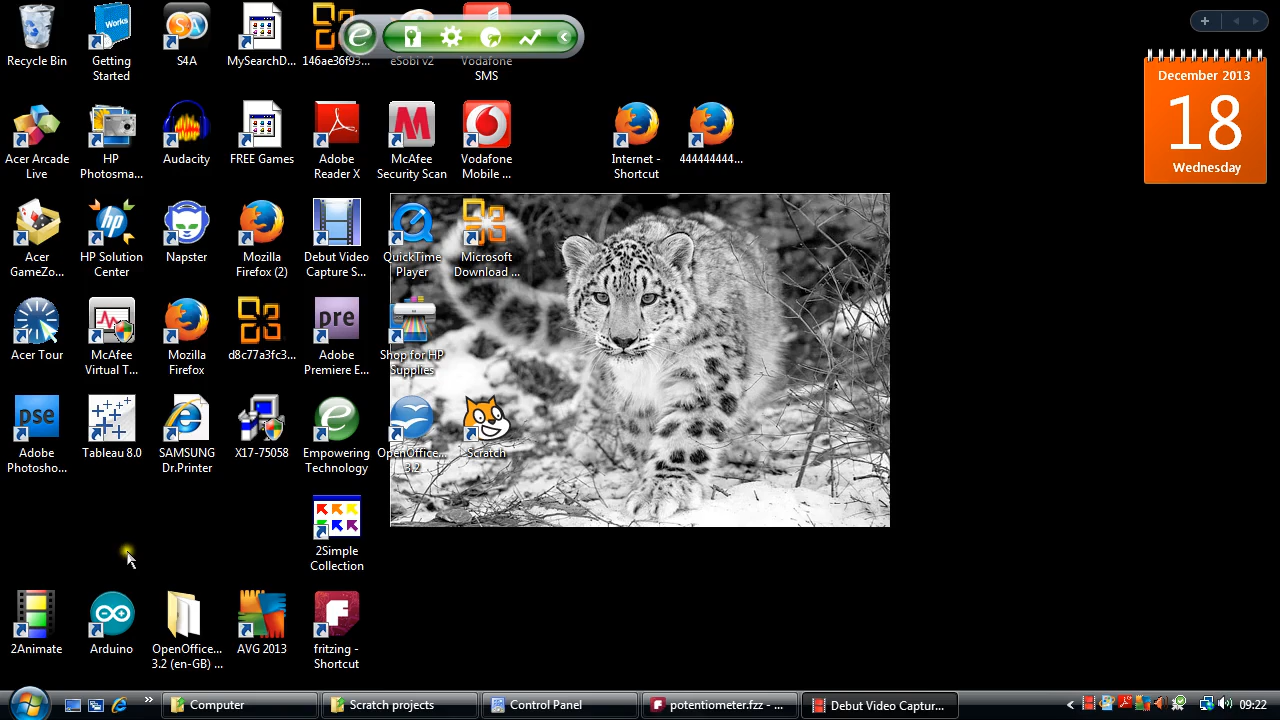 Recycle Bin
Works
Getting
Started
SA
S4A
MySearchD...
146ae36f93...
e
eSobi v2
Vodafone
SMS
December 2013
18
Wednesday
Acer Arcade
Live
HP
Photosma...
Audacity
FREE Games
Adobe
Reader X
McAfee
Security Scan
Vodafone
Mobile ...
Internet -
Shortcut
444444444...
Acer
GameZo...
hp
HP Solution
Center
Napster
Mozilla
Firefox (2)
Debut Video
Capture S...
QuickTime
Player
Microsoft
Download ...
Acer Tour
McAfee
Virtual T...
Mozilla
Firefox
d8c77a3fc3...
pre
Adobe
Premiere E...
Shop for HP
Supplies
pse
Adobe
Photosho...
Tableau 8.0
SAMSUNG
Dr.Printer
X17-75058
e
Empowering
Technology
OpenOffice...
3.2
Scratch
2Simple
Collection
2Animate
Arduino
OpenOffice...
3.2 (en-GB) ...
AVG 2013
fritzing -
Shortcut
Computer
Scratch projects
Control Panel
potentiometer.fzz - ...
Debut Video Captur...
09:22